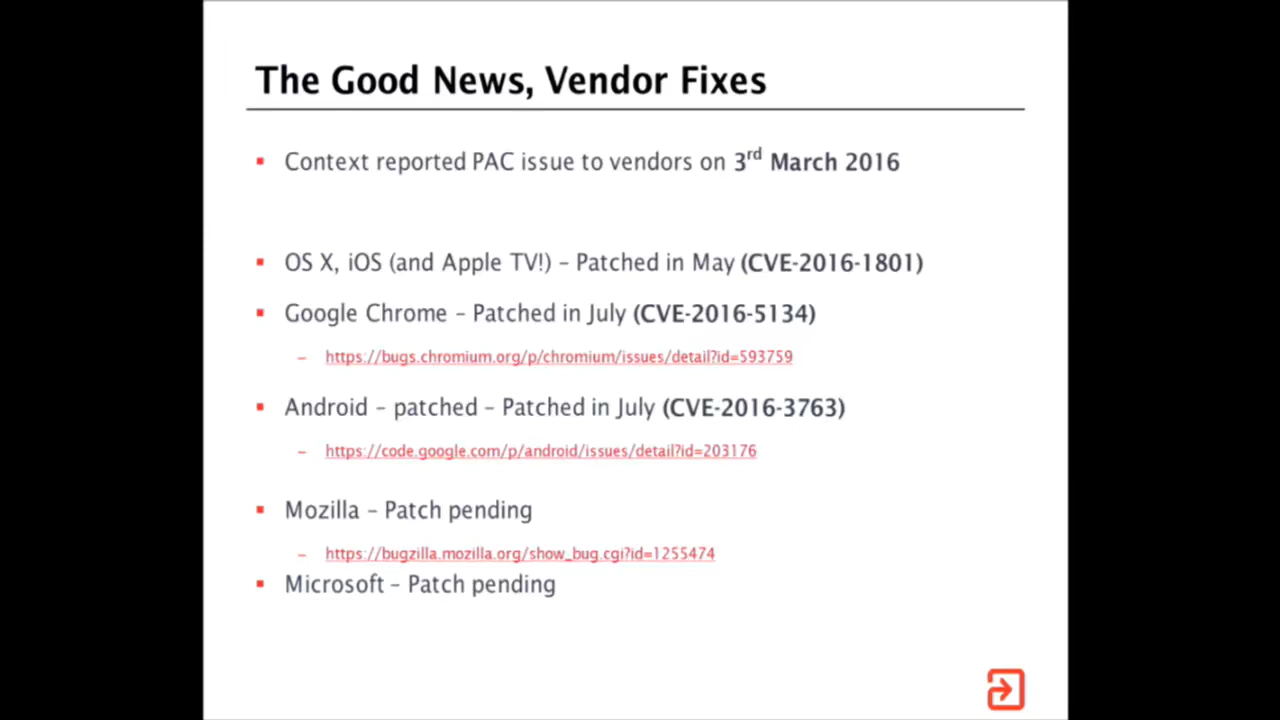 The Good News, Vendor Fixes
Context reported PAC issue to vendors on 3rd March 2016
OS X, iOS (and Apple TV!) – Patched in May (CVE-2016-1801)
Google Chrome – Patched in July (CVE-2016-5134)
– https://bugs.chromium.org/p/chromium/issues/detail?id=593759
Android – patched – Patched in July (CVE-2016-3763)
– https://code.google.com/p/android/issues/detail?id=203176
Mozilla – Patch pending
– https://bugzilla.mozilla.org/show_bug.cgi?id=1255474
Microsoft – Patch pending